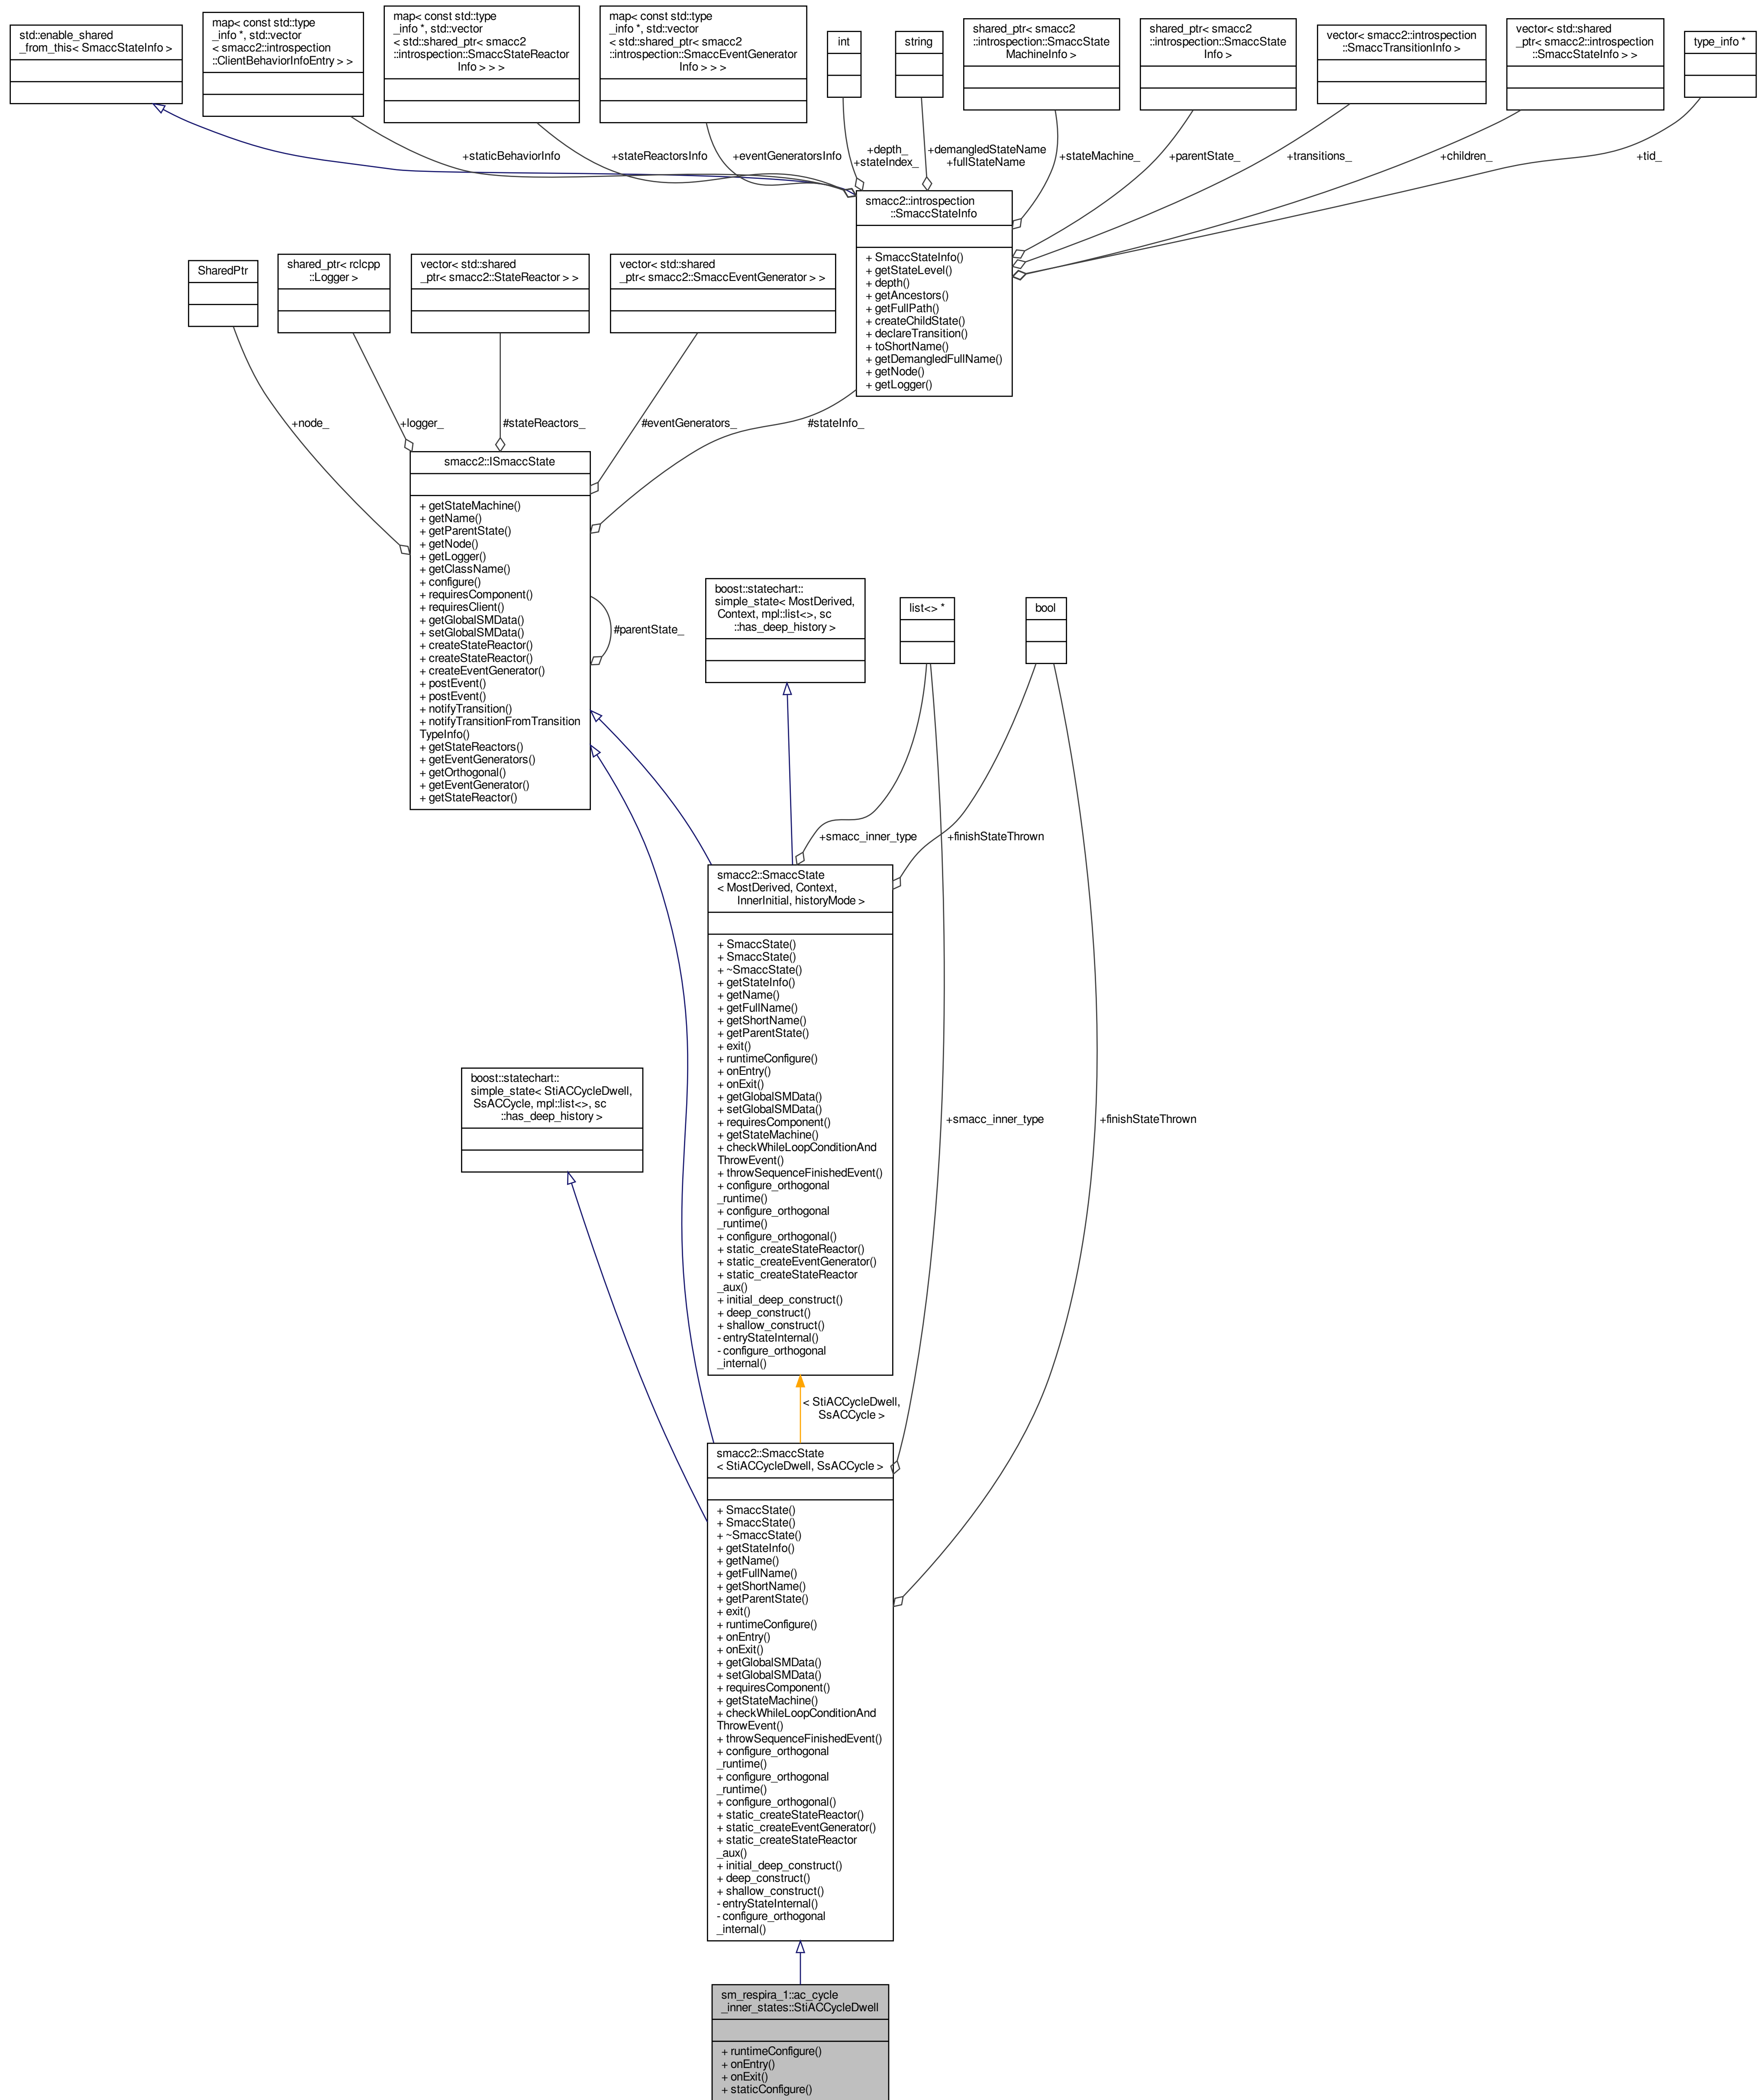 std::enable_shared
_from_this< SmaccStateInfo >
map< const std::type
_info *, std::vector
< smacc2::introspection
::ClientBehaviorInfoEntry > >
map< const std::type
_info *, std::vector
< std::shared_ptr< smacc2
::introspection::SmaccStateReactor
Info > > >
map< const std::type
_info *, std::vector
< std::shared_ptr< smacc2
::introspection::SmaccEventGenerator
Info > > >
int
string
shared_ptr< smacc2
::introspection::SmaccState
MachineInfo >
shared_ptr< smacc2
::introspection::SmaccState
Info >
vector< smacc2::introspection
::SmaccTransitionInfo >
vector< std::shared
_ptr< smacc2::introspection
::SmaccStateInfo > >
type_info *
+staticBehaviorInfo
+stateReactorsInfo
+eventGeneratorsInfo
+depth_
+stateIndex_
+demangledStateName
+fullStateName
+stateMachine_
+parentState_
+transitions_
+children_
+tid_
smacc2::introspection
::SmaccStateInfo
+ SmaccStateInfo()
+ getStateLevel()
+ depth()
+ getAncestors()
+ getFullPath()
+ createChildState()
+ declareTransition()
+ toShortName()
+ getDemangledFullName()
+ getNode()
+ getLogger()
SharedPtr
shared_ptr< rclcpp
::Logger >
vector< std::shared
_ptr< smacc2::StateReactor > >
vector< std::shared
_ptr< smacc2::SmaccEventGenerator > >
+node_
+logger_
#stateReactors_
#eventGenerators_
#stateInfo_
smacc2::ISmaccState
+ getStateMachine()
+ getName()
+ getParentState()
+ getNode()
+ getLogger()
+ getClassName()
+ configure()
+ requiresComponent()
+ requiresClient()
+ getGlobalSMData()
+ setGlobalSMData()
+ createStateReactor()
+ createStateReactor()
+ createEventGenerator()
+ postEvent()
+ postEvent()
+ notifyTransition()
+ notifyTransitionFromTransition
TypeInfo()
+ getStateReactors()
+ getEventGenerators()
+ getOrthogonal()
+ getEventGenerator()
+ getStateReactor()
#parentState_
boost::statechart::
simple_state< MostDerived,
Context, mpl::list<>, sc
::has_deep_history >
list<> *
bool
+smacc_inner_type
+finishStateThrown
smacc2::SmaccState
< MostDerived, Context,
InnerInitial, historyMode >
+ SmaccState()
+ SmaccState()
+ ~SmaccState()
+ getStateInfo()
+ getName()
+ getFullName()
+ getShortName()
+ getParentState()
+ exit()
+ runtimeConfigure()
+ onEntry()
+ onExit()
+ getGlobalSMData()
+ setGlobalSMData()
+ requiresComponent()
+ getStateMachine()
+ checkWhileLoopConditionAnd
ThrowEvent()
+ throwSequenceFinishedEvent()
+ configure_orthogonal
_runtime()
+ configure_orthogonal
_runtime()
+ configure_orthogonal()
+ static_createStateReactor()
+ static_createEventGenerator()
+ static_createStateReactor
_aux()
+ initial_deep_construct()
+ deep_construct()
+ shallow_construct()
- entryStateInternal()
- configure_orthogonal
_internal()
boost::statechart::
simple_state< StiACCycleDwell,
SsACCycle, mpl::list<>, sc
::has_deep_history >
+smacc_inner_type
+finishStateThrown
< StiACCycleDwell,
SsACCycle >
smacc2::SmaccState
< StiACCycleDwell, SsACCycle >
+ SmaccState()
+ SmaccState()
+ ~SmaccState()
+ getStateInfo()
+ getName()
+ getFullName()
+ getShortName()
+ getParentState()
+ exit()
+ runtimeConfigure()
+ onEntry()
+ onExit()
+ getGlobalSMData()
+ setGlobalSMData()
+ requiresComponent()
+ getStateMachine()
+ checkWhileLoopConditionAnd
ThrowEvent()
+ throwSequenceFinishedEvent()
+ configure_orthogonal
_runtime()
+ configure_orthogonal
_runtime()
+ configure_orthogonal()
+ static_createStateReactor()
+ static_createEventGenerator()
+ static_createStateReactor
_aux()
+ initial_deep_construct()
+ deep_construct()
+ shallow_construct()
- entryStateInternal()
- configure_orthogonal
_internal()
sm_respira_1::ac_cycle
_inner_states::StiACCycleDwell
+ runtimeConfigure()
+ onEntry()
+ onExit()
+ staticConfigure()